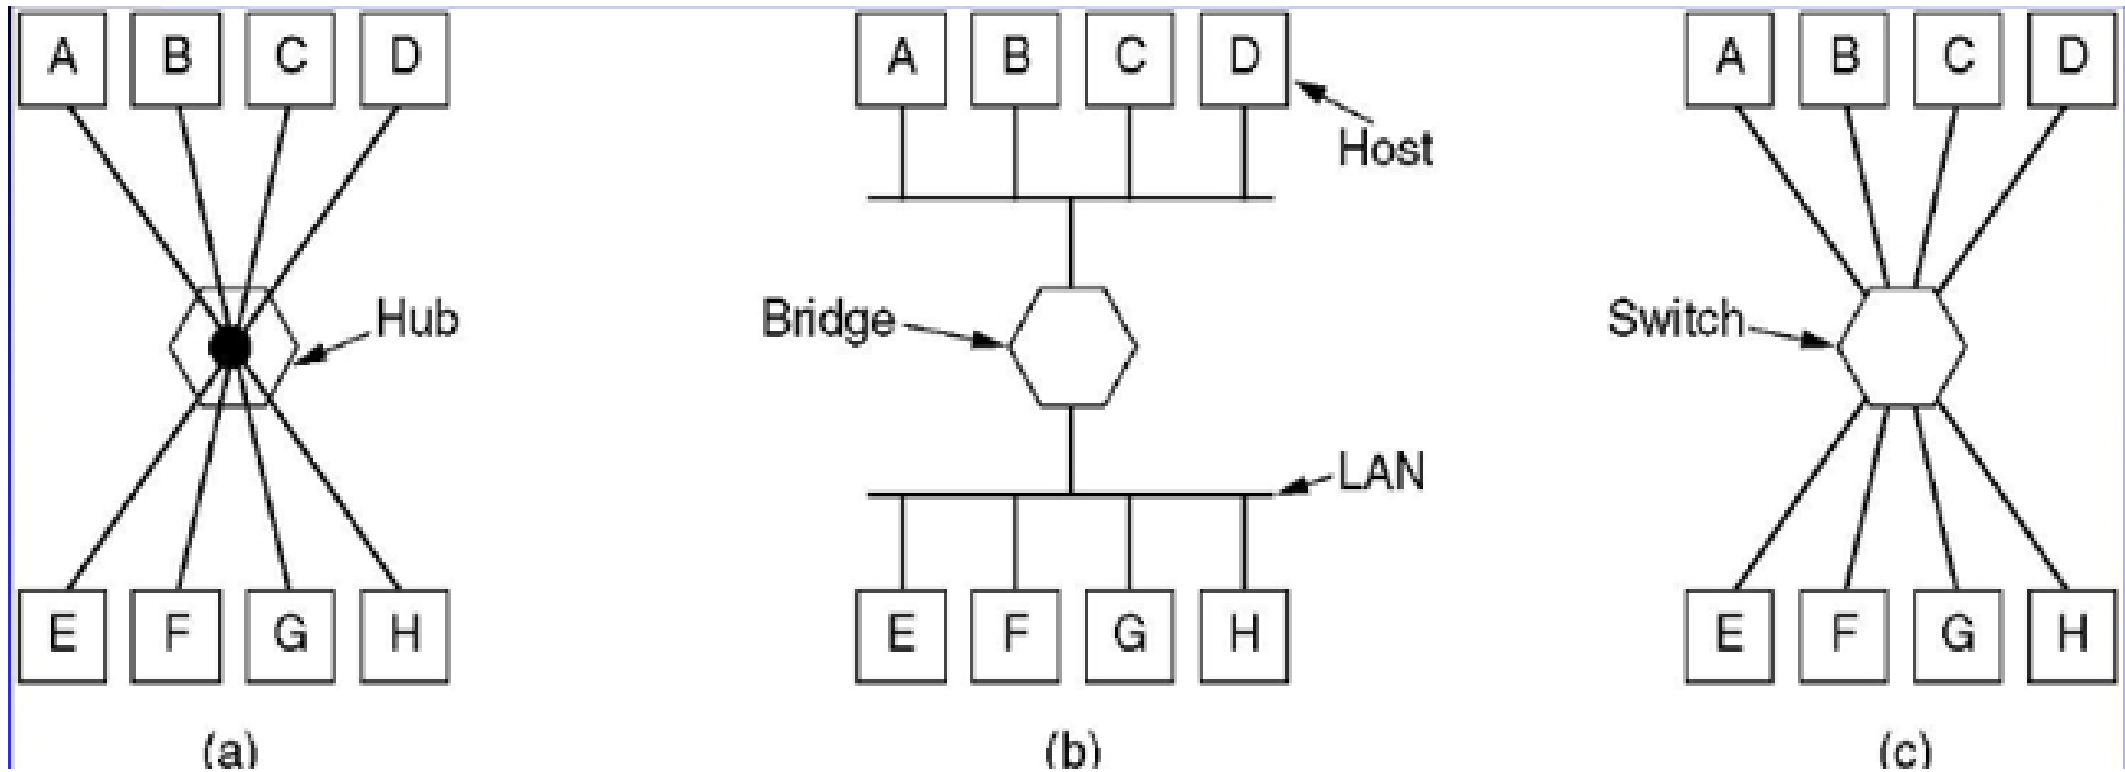 A B C D
A B C D
A B C D
Host
Hub
Bridge
Switch
LAN
E F G H
E F G H
E F G H
(a)
(b)
(c)